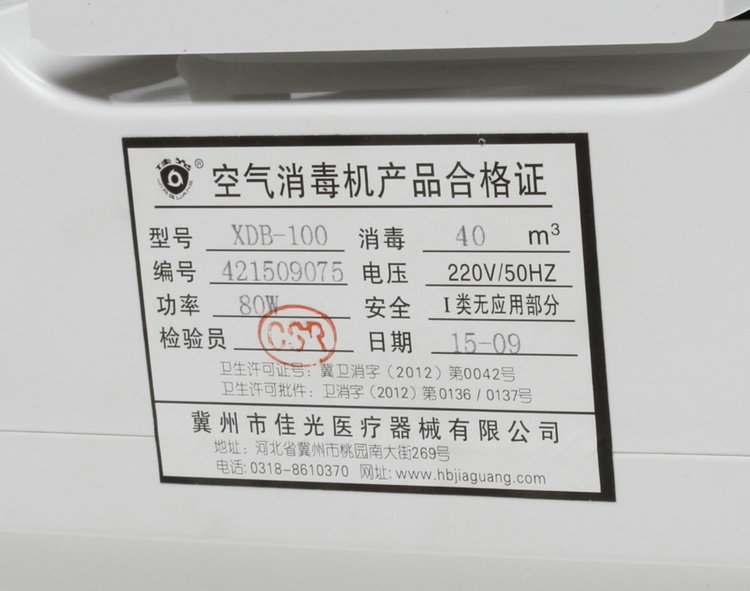 ® 空气消毒机产品合格证
型号 XDB-100 消毒 40 m³
编号 421509075 电压 220V/50HZ
功率 80W 安全 I类无应用部分
检验员 日期 15-09
卫生许可证号：冀卫消字（2012）第0042号
卫生许可批件：卫消字（2012）第0136/0137号
冀州市佳光医疗器械有限公司
地址：河北省冀州市桃园南大街269号
电话:0318-8610370 网址:www.hbjiaguang.com